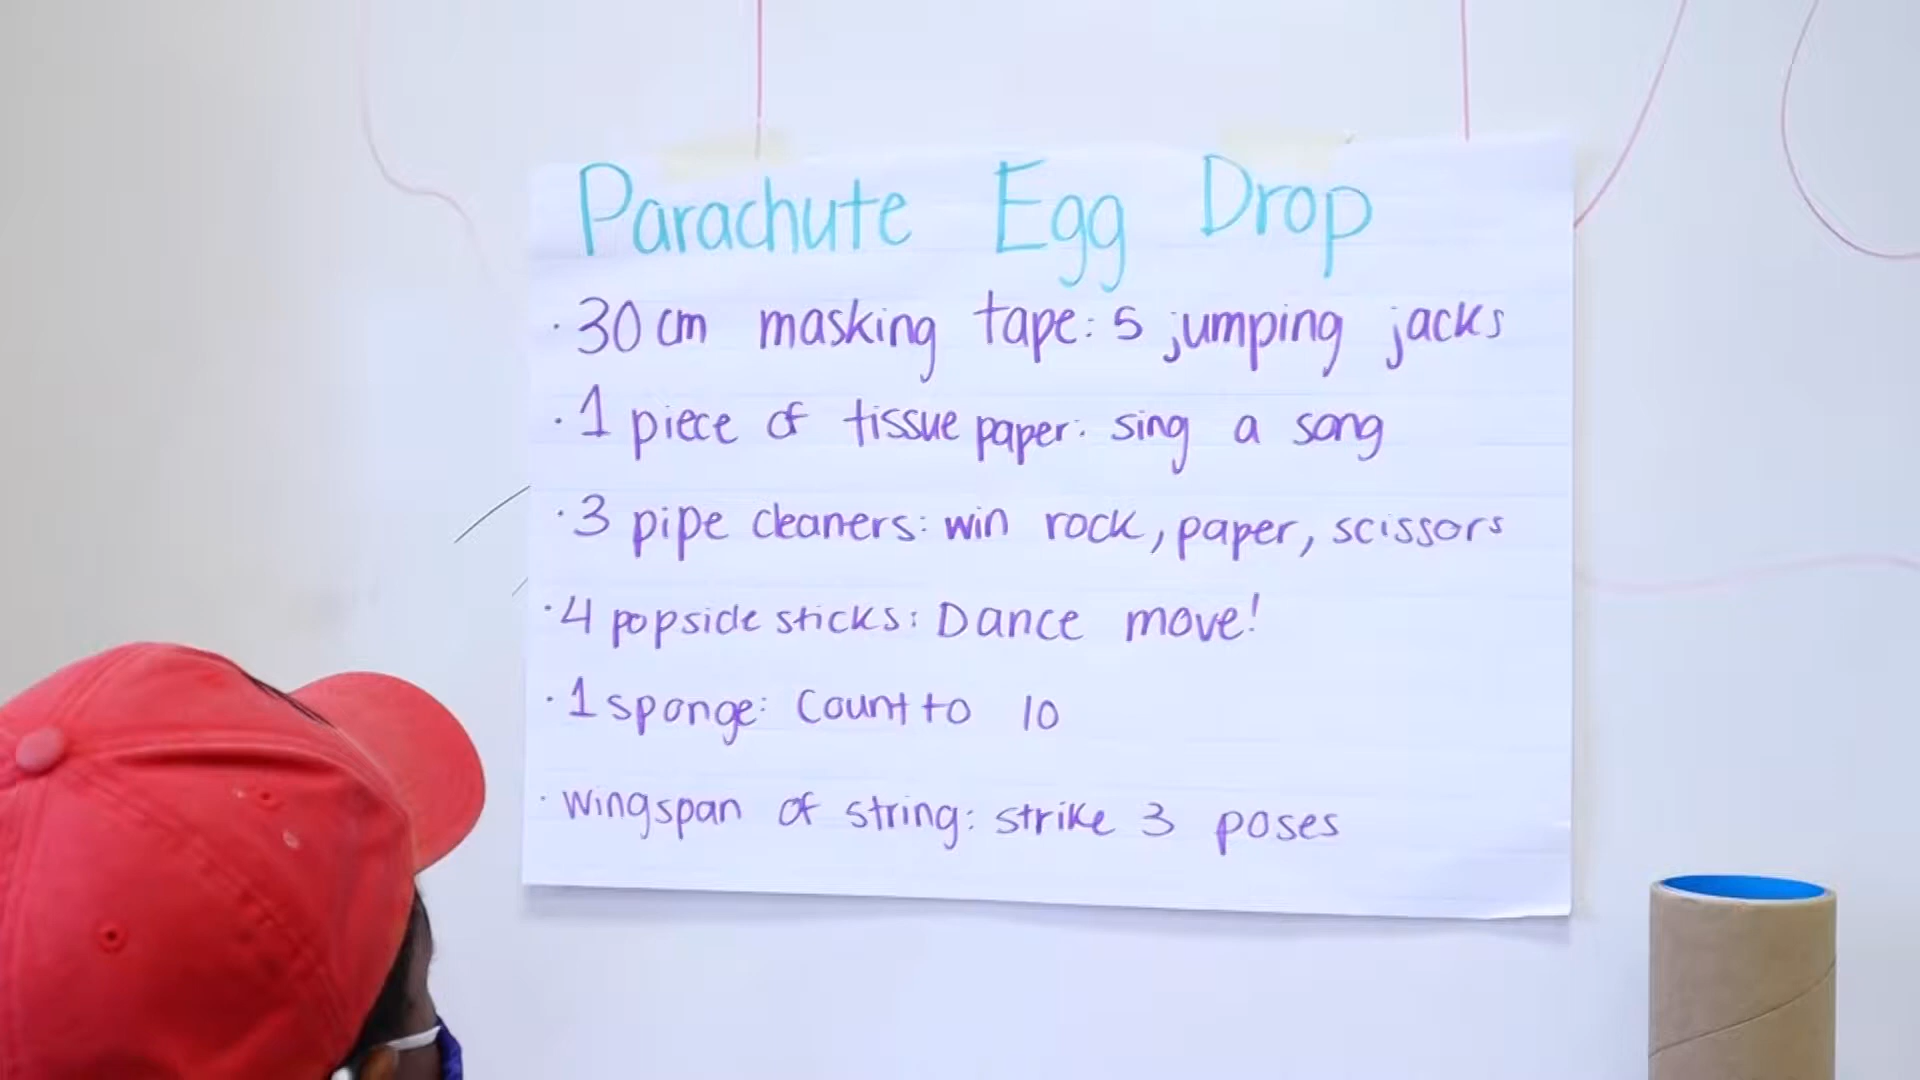 Parachute Egg Drop
· 30 cm masking tape: 5 jumping jacks
· 1 piece of tissue paper: sing a song
· 3 pipe cleaners: win rock, paper, scissors
· 4 popsicle sticks: Dance move!
· 1 sponge: Count to 10
· wingspan of string: strike 3 poses